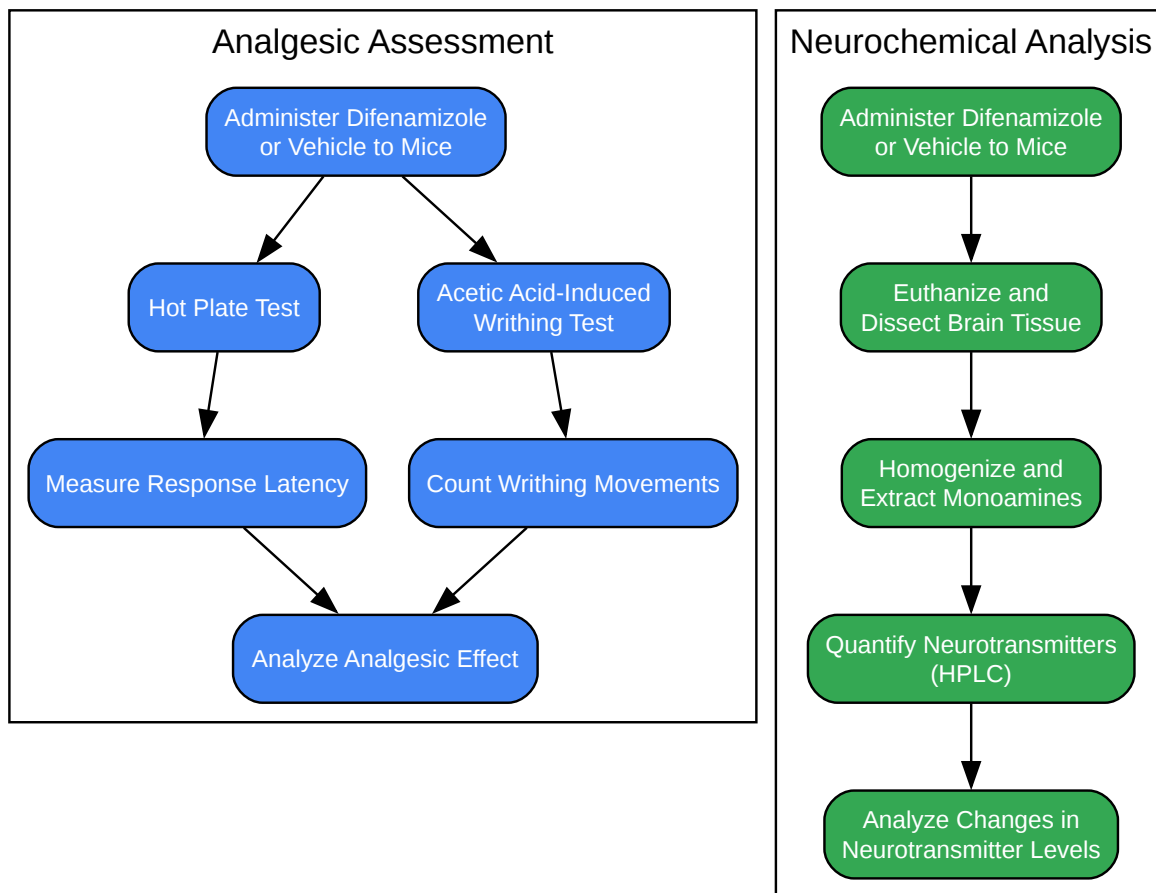 Analgesic Assessment
Administer Difenamizole
or Vehicle to Mice
Hot Plate Test
Acetic Acid-Induced
Writhing Test
Measure Response Latency
Count Writhing Movements
Analyze Analgesic Effect
Neurochemical Analysis
Administer Difenamizole
or Vehicle to Mice
Euthanize and
Dissect Brain Tissue
Homogenize and
Extract Monoamines
Quantify Neurotransmitters
(HPLC)
Analyze Changes in
Neurotransmitter Levels